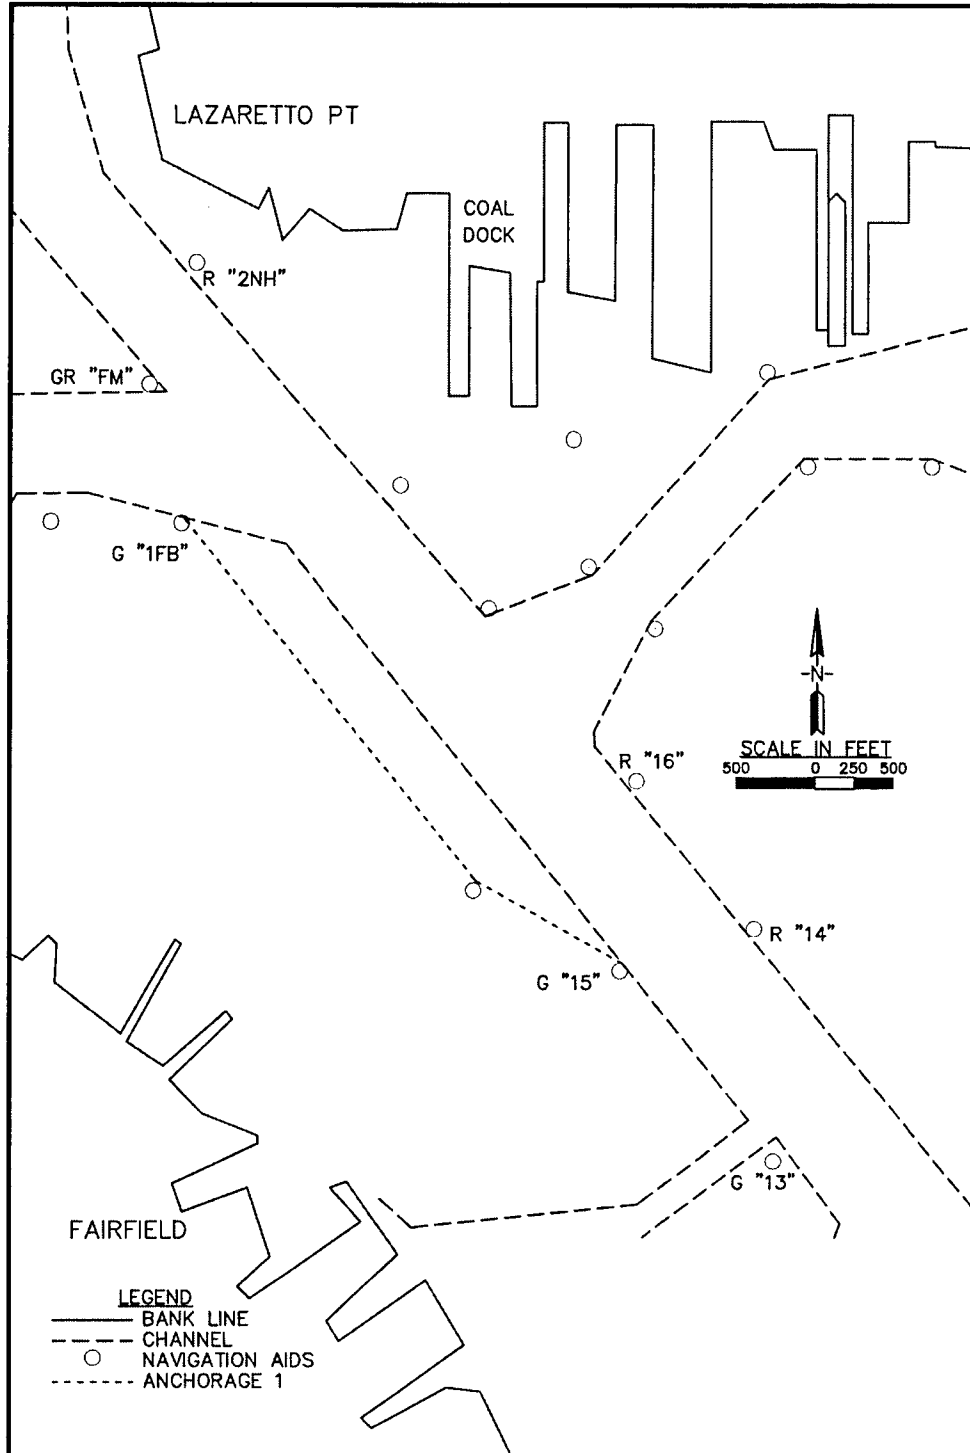 LAZARETTO PT
COAL
DOCK
R "2NH"
GR "FM"
G "1FB"
-N-
SCALE IN FEET
500 0 250 500
R "16"
R "14"
G "15"
G "13"
FAIRFIELD
LEGEND
BANK LINE
CHANNEL
NAVIGATION AIDS
ANCHORAGE 1